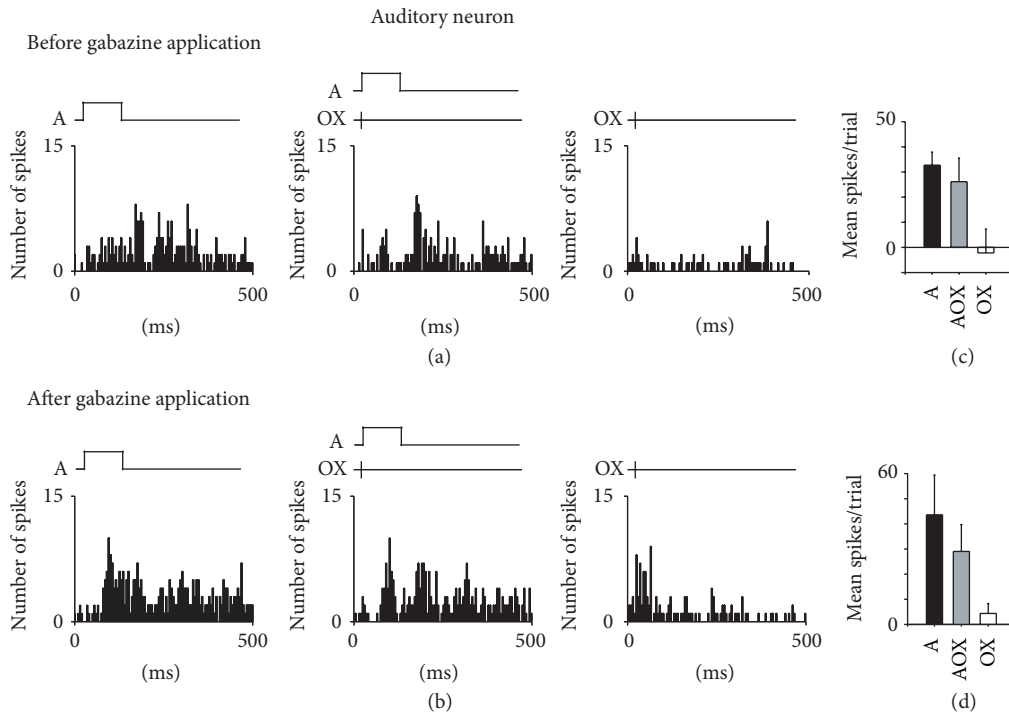 Auditory neuron
Before gabazine application
A
Number of spikes
15
0
0
500
(ms)
A
OX
Number of spikes
15
0
0
500
(ms)
(a)
OX
Number of spikes
15
0
0
500
(ms)
Mean spikes/trial
50
0
A
AOX
OX
(c)
After gabazine application
A
Number of spikes
15
0
0
500
(ms)
A
OX
Number of spikes
15
0
0
500
(ms)
(b)
OX
Number of spikes
15
0
0
500
(ms)
Mean spikes/trial
60
0
A
AOX
OX
(d)